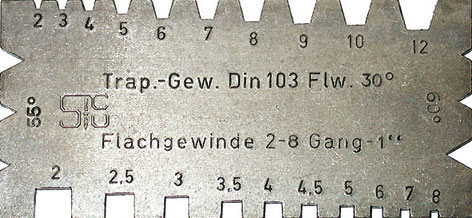 2 3 4 5 6 7 8 9 10 12
Trap.-Gew. Din 103 Flw. 30°
55° STS 60°
Flachgewinde 2-8 Gang-1"
2 2,5 3 3,5 4 4,5 5 6 7 8